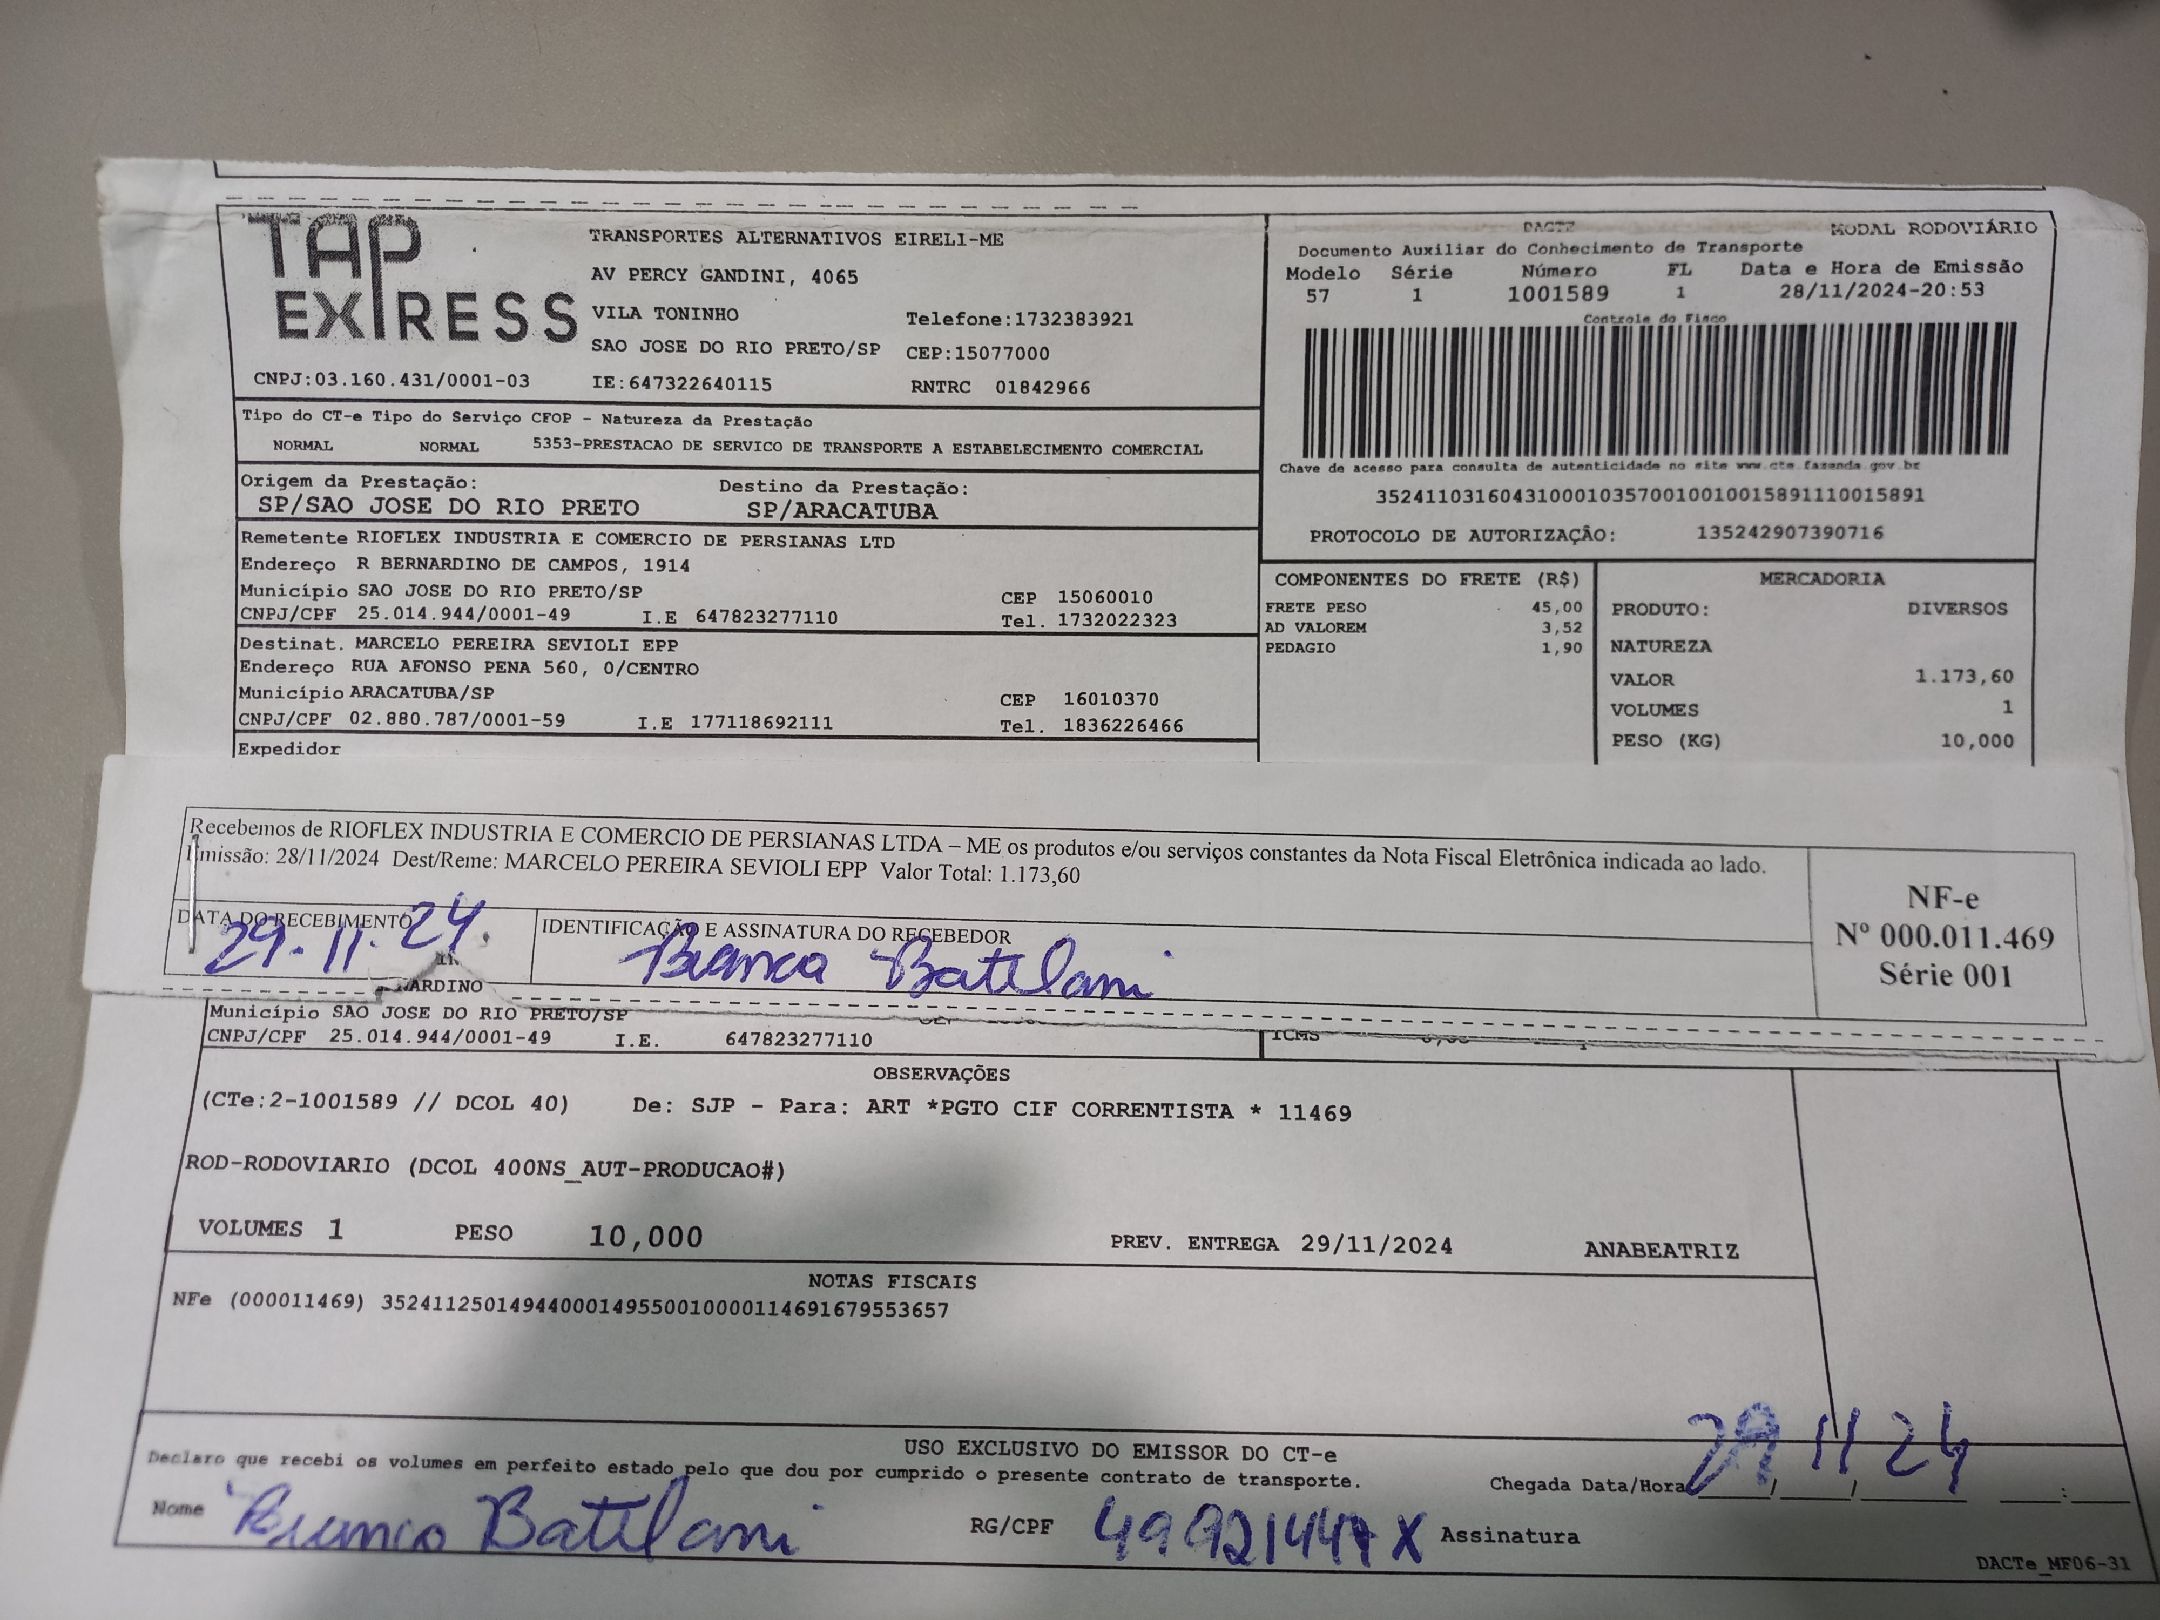 TAP
EXPRESS
TRANSPORTES ALTERNATIVOS EIRELI-ME
AV PERCY GANDINI, 4065
VILA TONINHO Telefone:1732383921
SAO JOSE DO RIO PRETO/SP CEP:15077000
CNPJ:03.160.431/0001-03 IE:647322640115 RNTRC 01842966
DACTE MODAL RODOVIÁRIO
Documento Auxiliar do Conhecimento de Transporte
Modelo Série Número FL Data e Hora de Emissão
57 1 1001589 1 28/11/2024-20:53
Controle do Fisco
Chave de acesso para consulta de autenticidade no site www.cte.fazenda.gov.br
35241103160431000103570010010015891110015891
PROTOCOLO DE AUTORIZAÇÃO: 135242907390716
Tipo do CT-e Tipo do Serviço CFOP - Natureza da Prestação
NORMAL NORMAL 5353-PRESTACAO DE SERVICO DE TRANSPORTE A ESTABELECIMENTO COMERCIAL
Origem da Prestação: Destino da Prestação:
SP/SAO JOSE DO RIO PRETO SP/ARACATUBA
Remetente RIOFLEX INDUSTRIA E COMERCIO DE PERSIANAS LTD
Endereço R BERNARDINO DE CAMPOS, 1914
Município SAO JOSE DO RIO PRETO/SP CEP 15060010
CNPJ/CPF 25.014.944/0001-49 I.E 647823277110 Tel. 1732022323
Destinat. MARCELO PEREIRA SEVIOLI EPP
Endereço RUA AFONSO PENA 560, 0/CENTRO
Município ARACATUBA/SP CEP 16010370
CNPJ/CPF 02.880.787/0001-59 I.E 177118692111 Tel. 1836226466
Expedidor
COMPONENTES DO FRETE (R$)
FRETE PESO 45,00
AD VALOREM 3,52
PEDAGIO 1,90
MERCADORIA
PRODUTO: DIVERSOS
NATUREZA
VALOR 1.173,60
VOLUMES 1
PESO (KG) 10,000
Recebemos de RIOFLEX INDUSTRIA E COMERCIO DE PERSIANAS LTDA – ME os produtos e/ou serviços constantes da Nota Fiscal Eletrônica indicada ao lado.
Emissão: 28/11/2024 Dest/Reme: MARCELO PEREIRA SEVIOLI EPP Valor Total: 1.173,60
DATA DO RECEBIMENTO IDENTIFICAÇÃO E ASSINATURA DO RECEBEDOR
29.11.24. Bianca Batilani
NF-e
Nº 000.011.469
Série 001
ARDINO
Município SAO JOSE DO RIO PRETO/SP
CNPJ/CPF 25.014.944/0001-49 I.E. 647823277110 ICMS
OBSERVAÇÕES
(CTe:2-1001589 // DCOL 40) De: SJP - Para: ART *PGTO CIF CORRENTISTA * 11469
ROD-RODOVIARIO (DCOL 400NS_AUT-PRODUCAO#)
VOLUMES 1 PESO 10,000 PREV. ENTREGA 29/11/2024 ANABEATRIZ
NOTAS FISCAIS
NFe (000011469) 35241125014944000149550010000114691679553657
USO EXCLUSIVO DO EMISSOR DO CT-e
Declaro que recebi os volumes em perfeito estado pelo que dou por cumprido o presente contrato de transporte. Chegada Data/Hora 29/11/24 :
Nome Bianca Batilani RG/CPF 49921447X Assinatura
DACTe_MF06-31